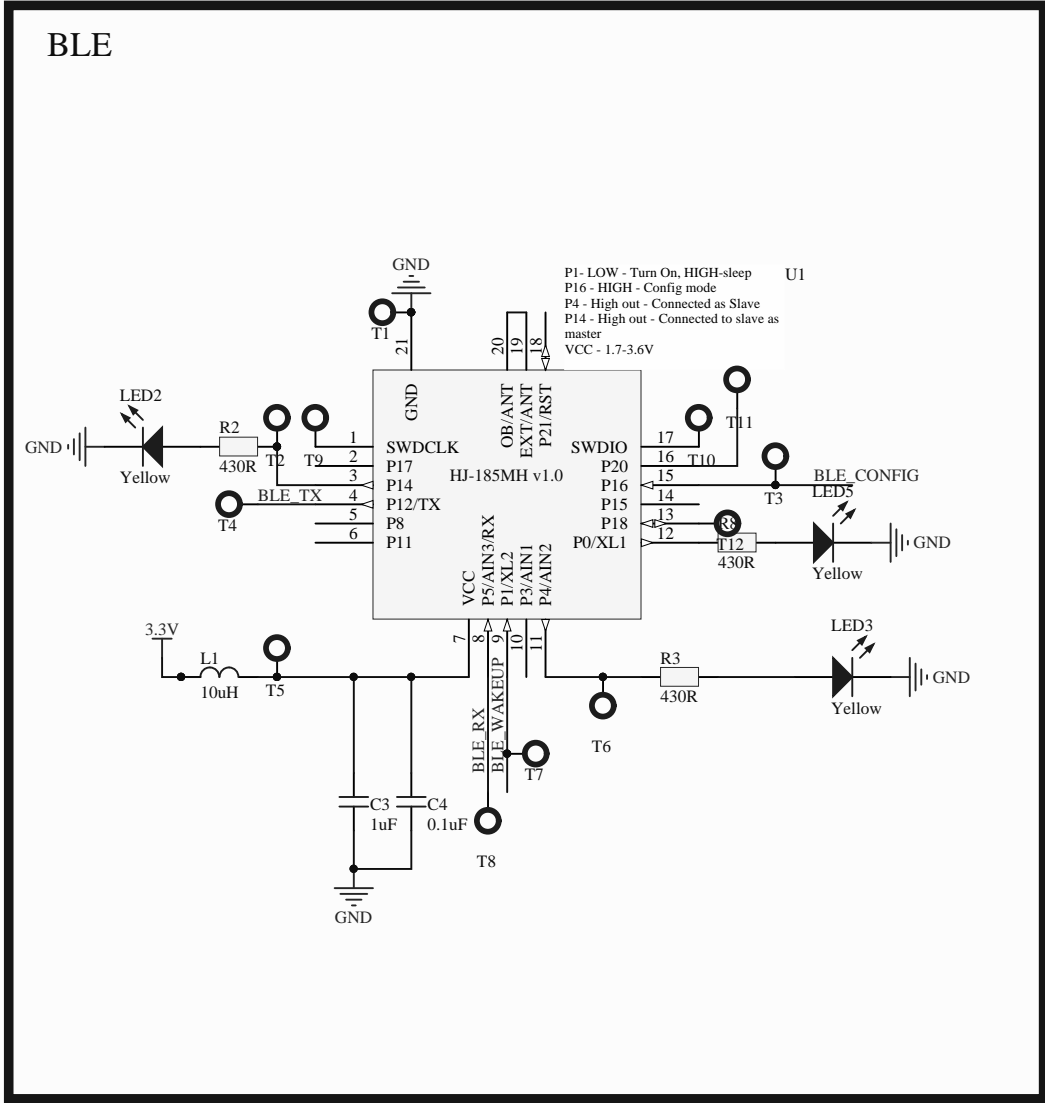 BLE
GND
P1- LOW - Turn On, HIGH-sleep
U1
P16 - HIGH - Config mode
P4 - High out - Connected as Slave
P14 - High out - Connected to slave as
master
VCC - 1.7-3.6V
T1
21
20
19
18
GND
OB/ANT
EXT/ANT
P21/RST
LED2
GND
Yellow
R2
430R
T2
T9
T11
T10
T3
BLE_CONFIG
1
SWDCLK
SWDIO
17
2
P17
P20
16
3
P14
HJ-185MH v1.0
P16
15
BLE_TX
T4
4
P12/TX
P15
14
5
P8
P18
13
6
P11
P0/XL1
12
R8
T12
430R
LED5
Yellow
GND
VCC
P5/AIN3/RX
P1/XL2
P3/AIN1
P4/AIN2
7
8
9
10
11
3.3V
L1
10uH
T5
BLE_RX
BLE_WAKEUP
T7
T6
R3
430R
LED3
Yellow
GND
C3
1uF
C4
0.1uF
T8
GND